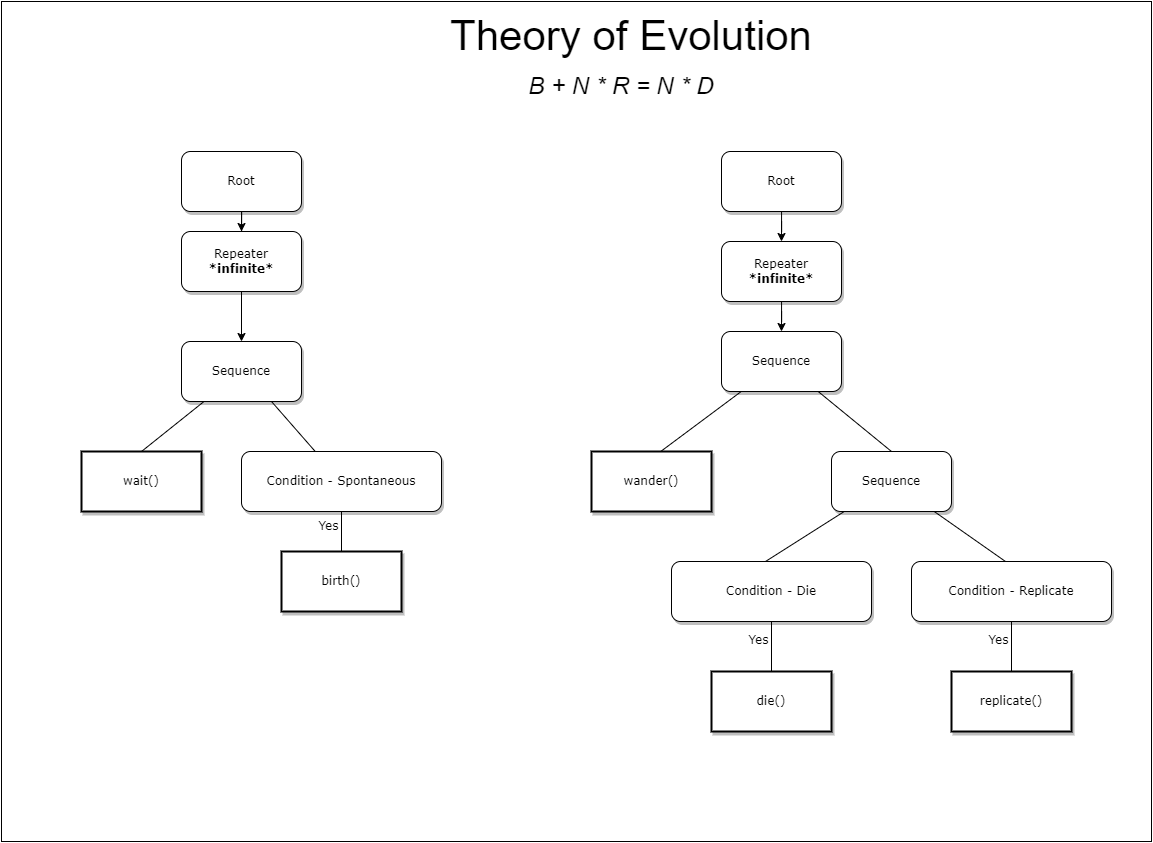 Theory of Evolution
B + N * R = N * D
Root
Repeater
*infinite*
Sequence
wait()
Condition - Spontaneous
Yes
birth()
Root
Repeater
*infinite*
Sequence
wander()
Sequence
Condition - Die
Condition - Replicate
Yes
Yes
die()
replicate()